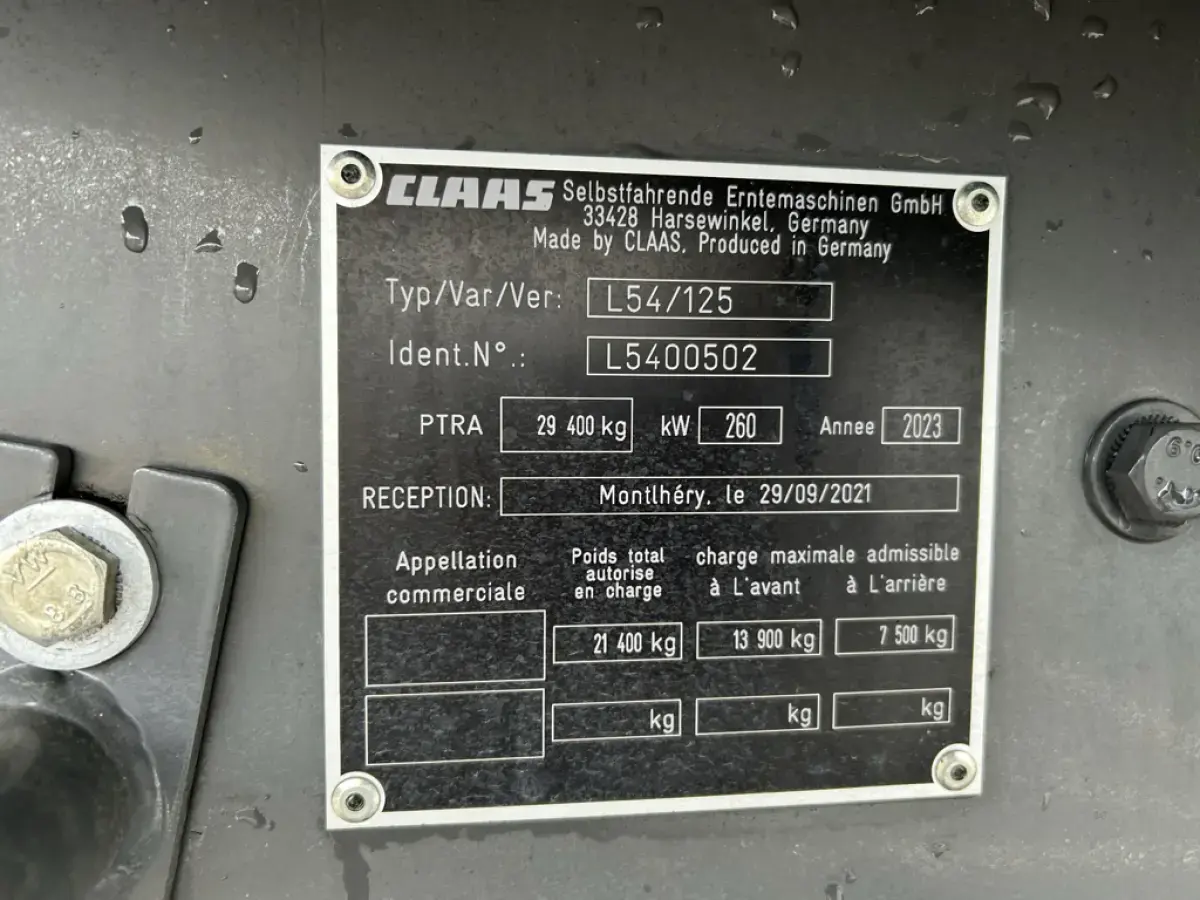 CLAAS Selbstfahrende Erntemaschinen GmbH
33428 Harsewinkel, Germany
Made by CLAAS. Produced in Germany
Typ/Var/Ver: L54/125
Ident.N°.: L5400502
PTRA 29 400 kg kW 260 Annee 2023
RECEPTION: Montlhéry, le 29/09/2021
Appellation commerciale
Poids total autorise en charge
charge maximale admissible
à L'avant à L'arrière
21 400 kg 13 900 kg 7 500 kg
kg kg kg
8.8